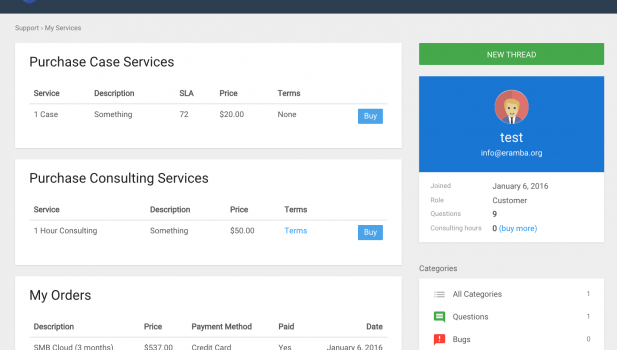 Support › My Services
Purchase Case Services
Service Description SLA Price Terms
1 Case Something 72 $20.00 None Buy
Purchase Consulting Services
Service Description Price Terms
1 Hour Consulting Something $50.00 Terms Buy
My Orders
Description Price Payment Method Paid Date
SMB Cloud (3 months) $537.00 Credit Card Yes January 6, 2016
NEW THREAD
test
info@eramba.org
Joined January 6, 2016
Role Customer
Questions 9
Consulting hours 0 (buy more)
Categories
All Categories 1
Questions 1
Bugs 0